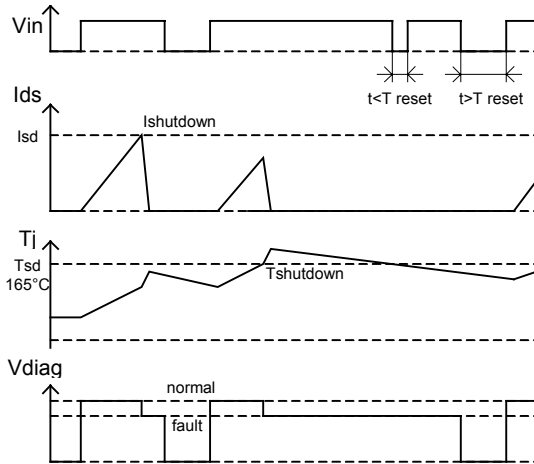 Vin
t<T reset
t>T reset
Ids
Ishutdown
Isd
Tj
Tsd
165°C
Tshutdown
Vdiag
normal
fault